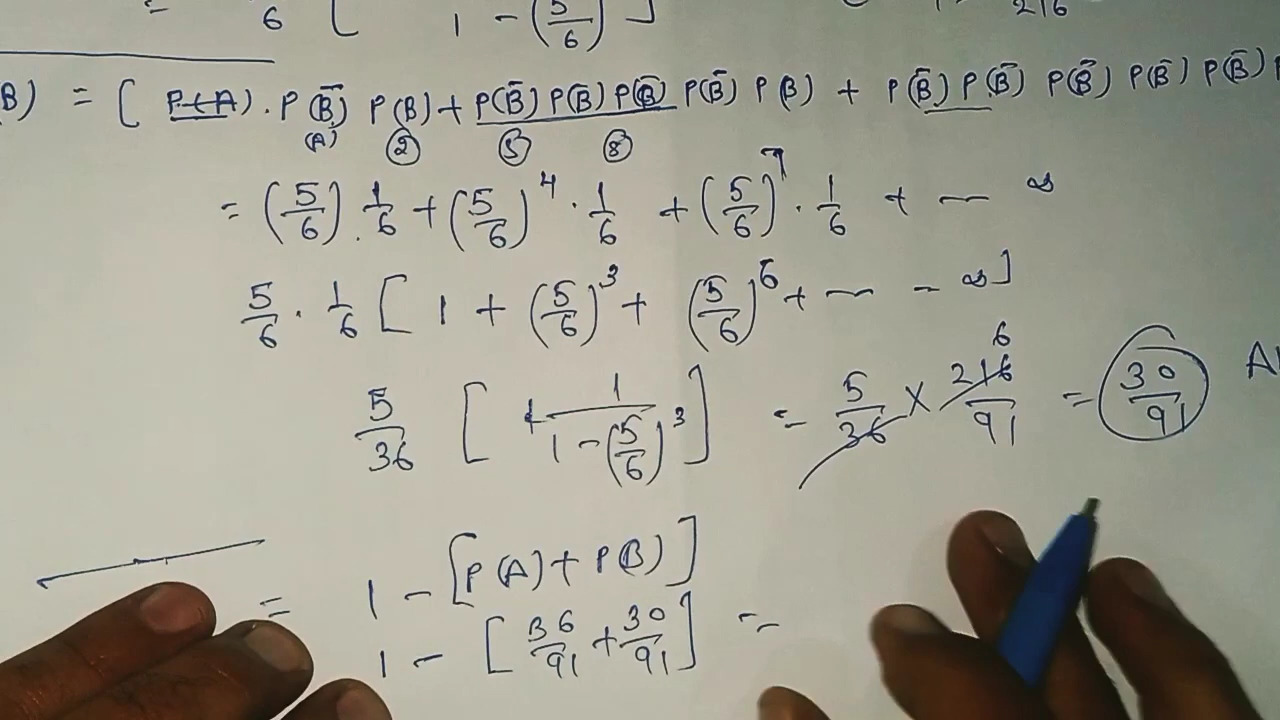 = 6 [ 1 - (5/6) ] 216
B) = [ P(A) . P(B̄) P(B) + P(B̄) P(B̄) P(B̄) P(B̄) P(B) + P(B̄) P(B̄) P(B̄) P(B̄) P(B̄) P
(A) ② ⑤ ⑧
= (5/6) . 1/6 + (5/6)^4 . 1/6 + (5/6)^7 . 1/6 + — ∞
5/6 . 1/6 [ 1 + (5/6)^3 + (5/6)^6 + — - ∞ ]
5/36 [ 1/1-(5/6)^3 ] = 5/36 × 216/91 6 = 30/91 A
= 1 - [P(A) + P(B)]
1 - [ 36/91 + 30/91 ] =